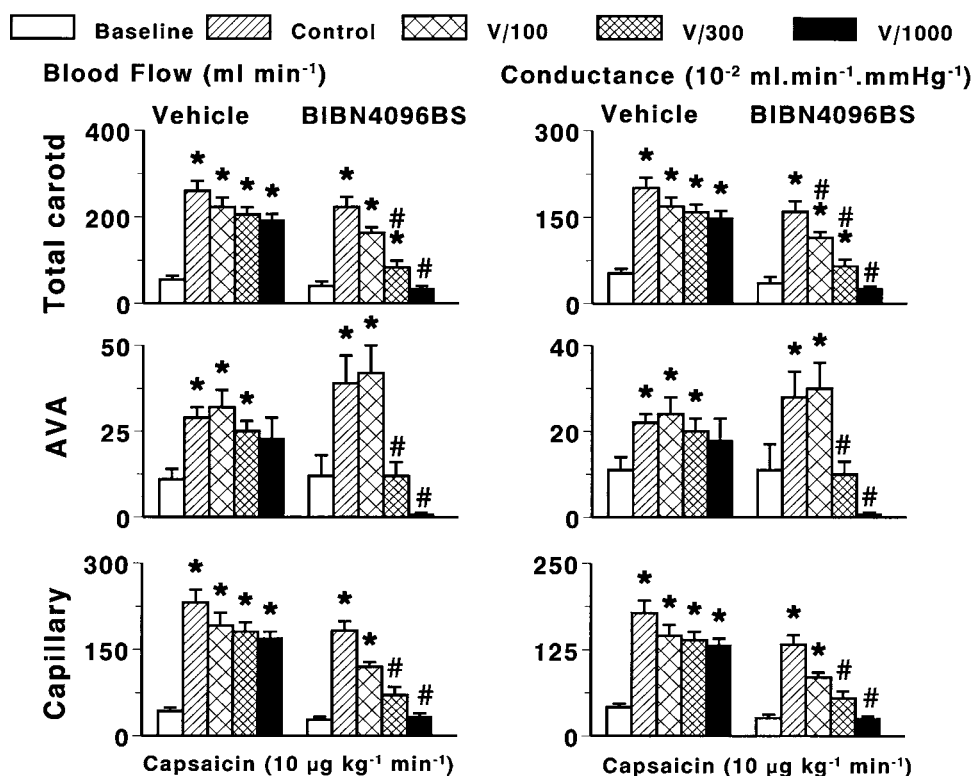 Baseline Control V/100 V/300 V/1000
Blood Flow (ml min⁻¹)
Conductance (10⁻² ml.min⁻¹.mmHg⁻¹)
Vehicle BIBN4096BS
Vehicle BIBN4096BS
Total carotd
400
200
0
* * * * * * # * #
300
150
0
* * * * * # * # * #
AVA
50
25
0
* * * * * # #
40
20
0
* * * * * # #
Capillary
300
150
0
* * * * * * # #
250
125
0
* * * * * * # #
Capsaicin (10 µg kg⁻¹ min⁻¹)
Capsaicin (10 µg kg⁻¹ min⁻¹)